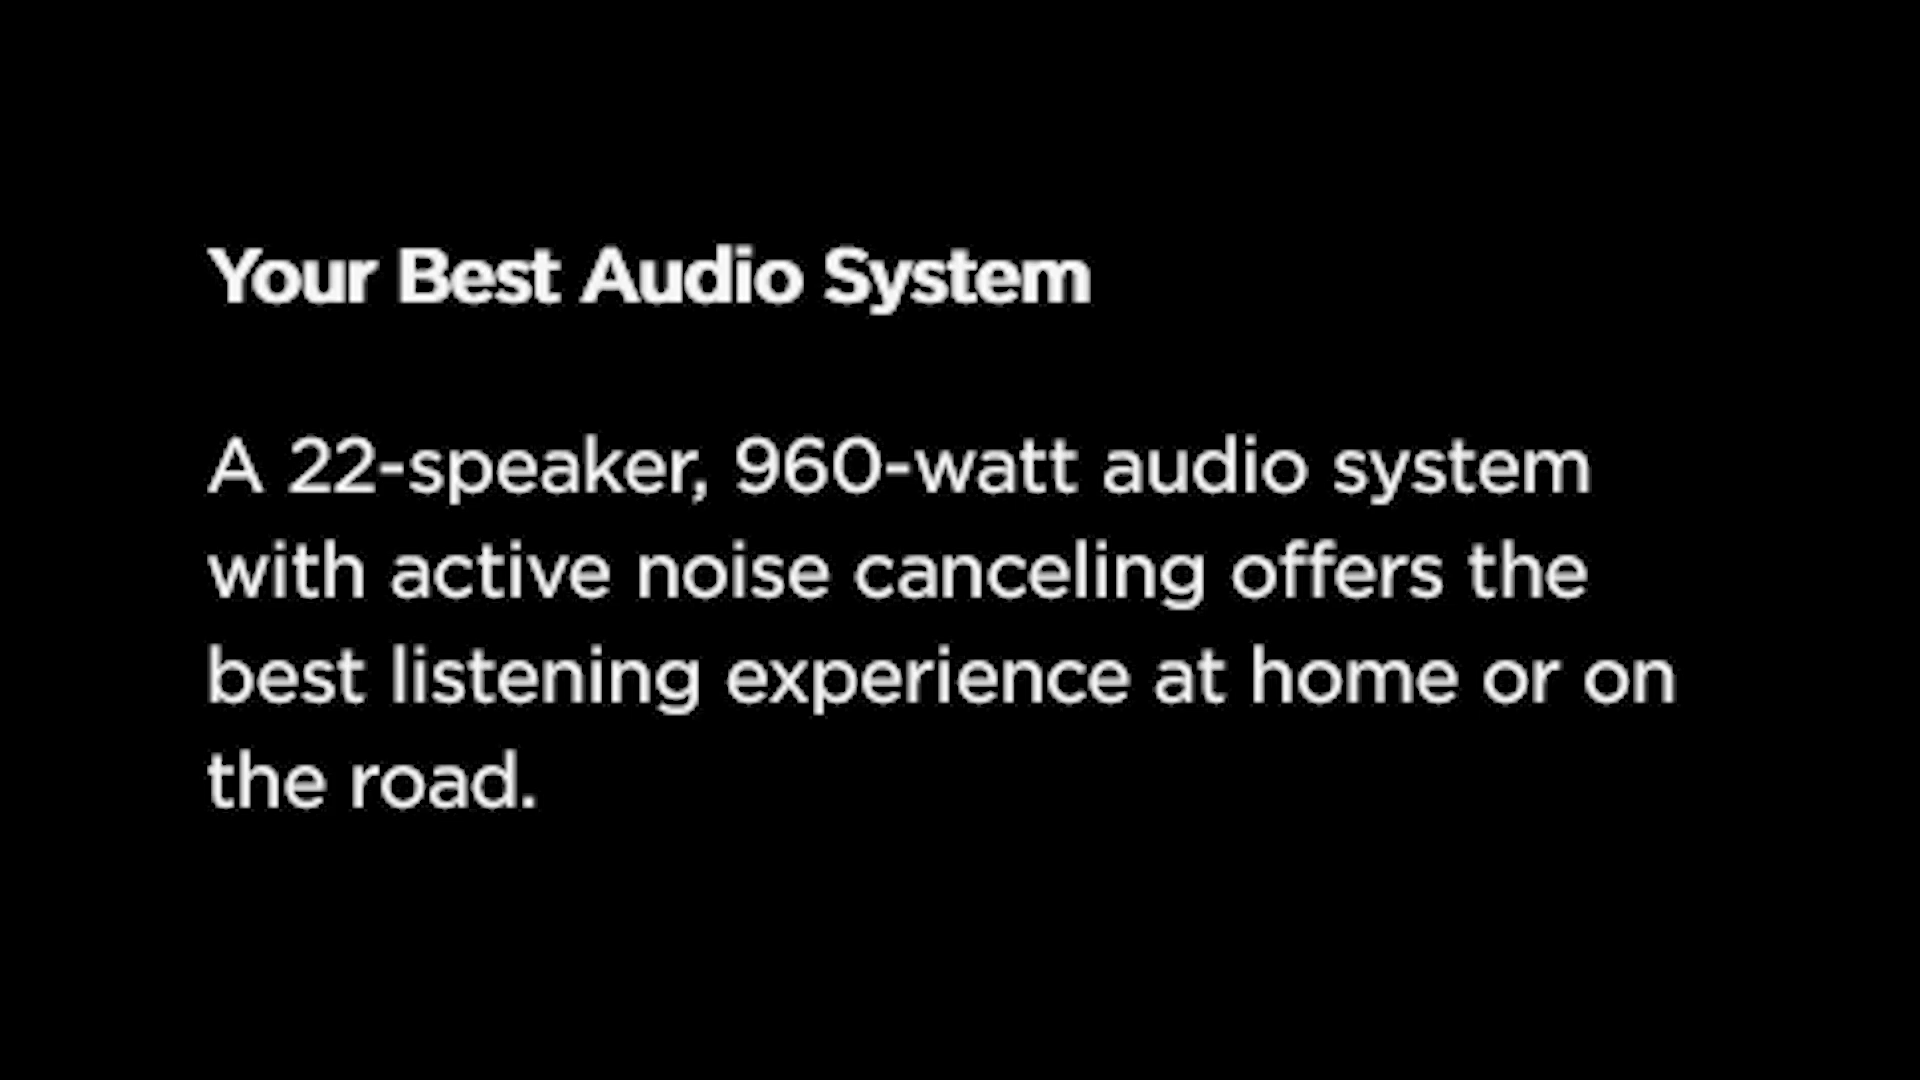 Your Best Audio System
A 22-speaker, 960-watt audio system
with active noise canceling offers the
best listening experience at home or on
the road.